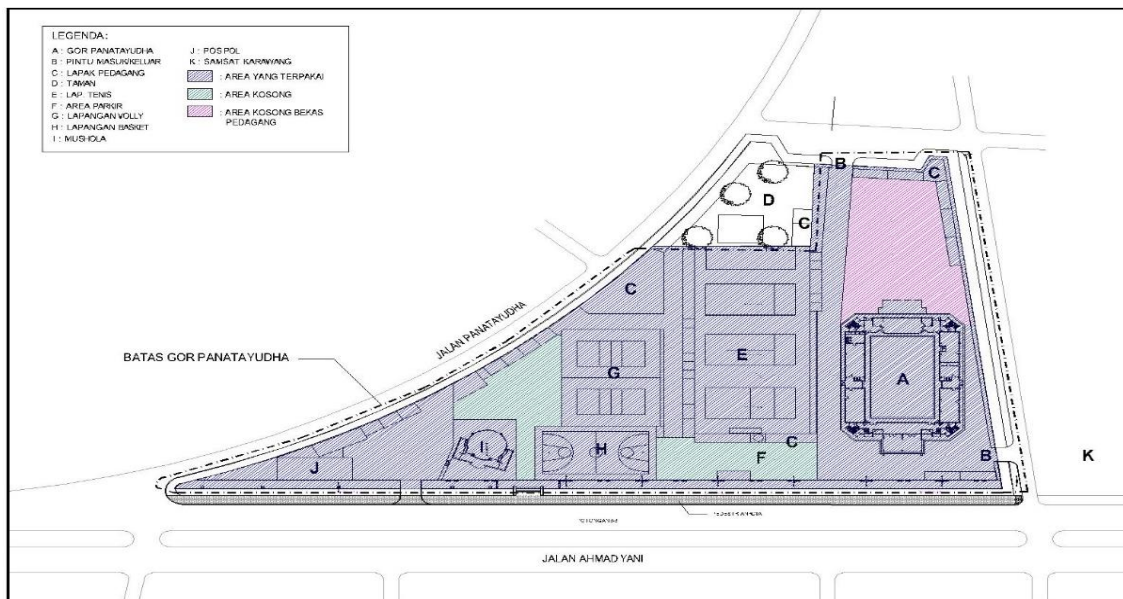 LEGENDA:
A : GOR PANATAYUDHA
B : PINTU MASUK/KELUAR
C : LAPAK PEDAGANG
D : TAMAN
E : LAP. TENIS
F : AREA PARKIR
G : LAPANGAN VOLLY
H : LAPANGAN BASKET
I : MUSHOLA
J : POS POL
K : SAMSAT KARAWANG
: AREA YANG TERPAKAI
: AREA KOSONG
: AREA KOSONG BEKAS
PEDAGANG
B
C
D
C
C
JALAN PANATAYUDHA
BATAS GOR PANATAYUDHA
E
E
G
A
H
C
I
F
B
K
J
JALAN AHMAD YANI